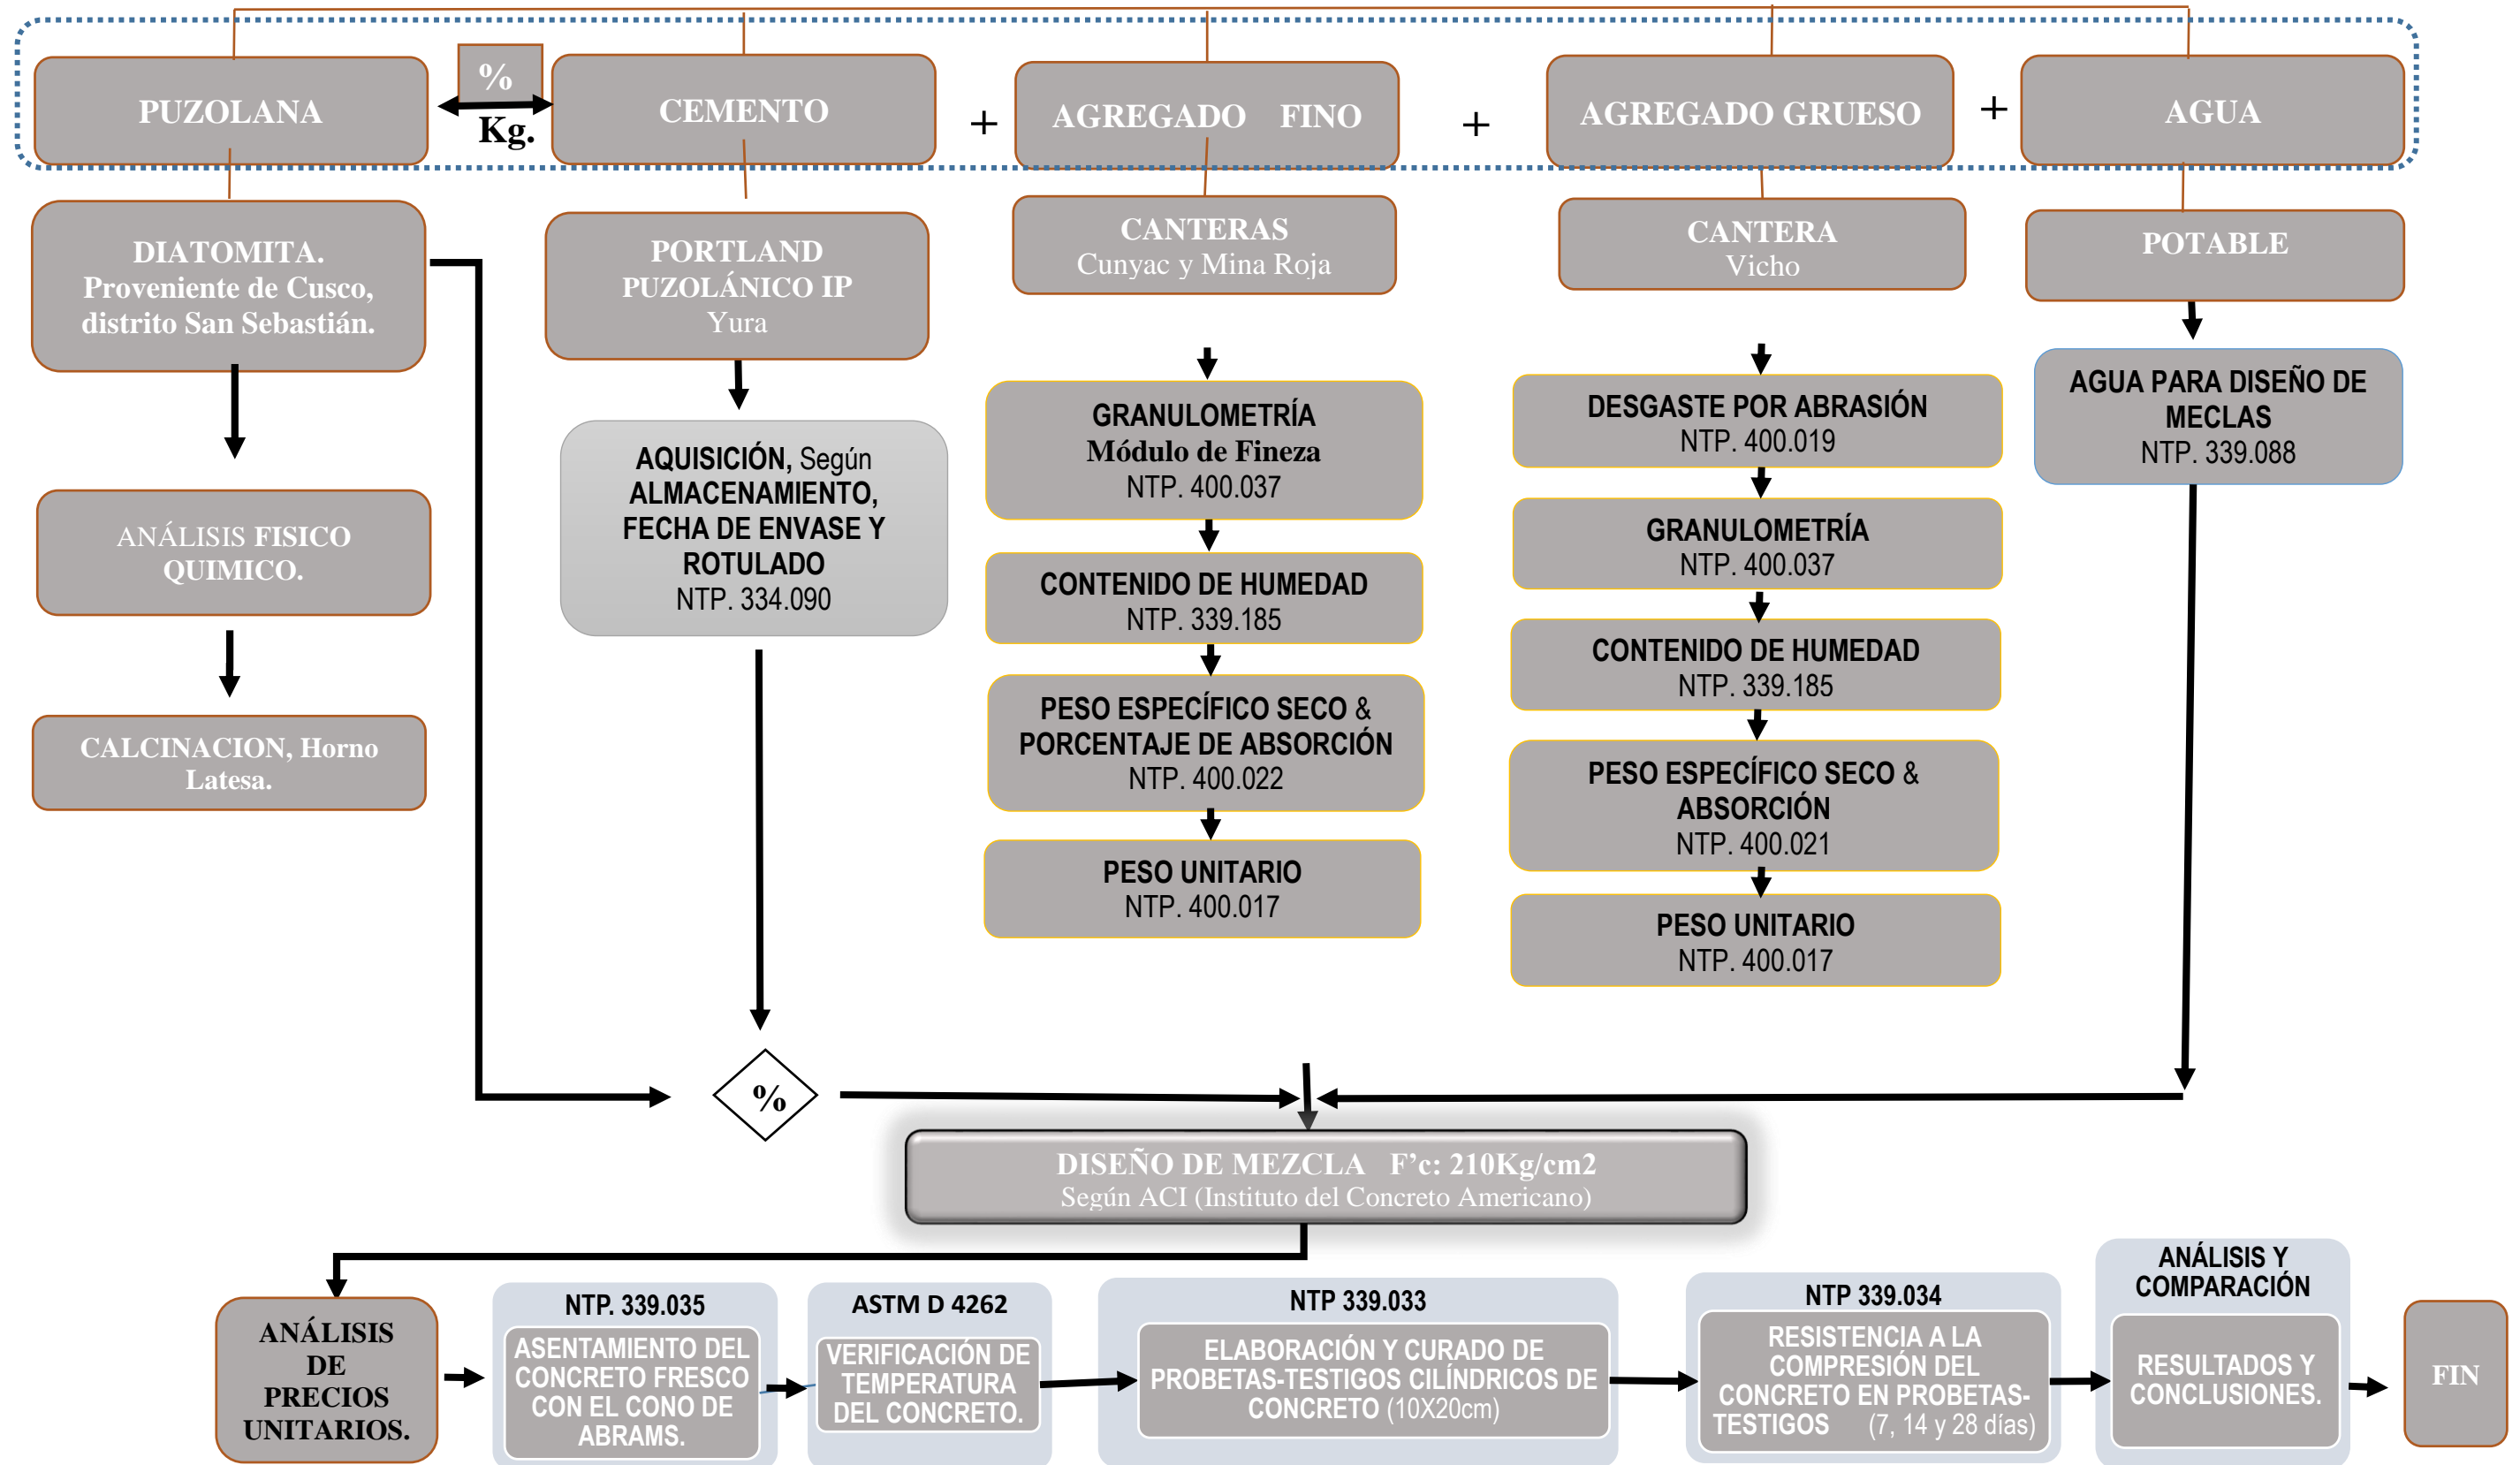 PUZOLANA
%
Kg.
CEMENTO
+
AGREGADO FINO
+
AGREGADO GRUESO
+
AGUA
DIATOMITA.
Proveniente de Cusco,
distrito San Sebastián.
PORTLAND
PUZOLÁNICO IP
Yura
CANTERAS
Cunyac y Mina Roja
CANTERA
Vicho
POTABLE
ANÁLISIS FISICO
QUIMICO.
CALCINACION, Horno
Latesa.
AQUISICIÓN, Según
ALMACENAMIENTO,
FECHA DE ENVASE Y
ROTULADO
NTP. 334.090
GRANULOMETRÍA
Módulo de Fineza
NTP. 400.037
CONTENIDO DE HUMEDAD
NTP. 339.185
PESO ESPECÍFICO SECO &
PORCENTAJE DE ABSORCIÓN
NTP. 400.022
PESO UNITARIO
NTP. 400.017
DESGASTE POR ABRASIÓN
NTP. 400.019
GRANULOMETRÍA
NTP. 400.037
CONTENIDO DE HUMEDAD
NTP. 339.185
PESO ESPECÍFICO SECO &
ABSORCIÓN
NTP. 400.021
PESO UNITARIO
NTP. 400.017
AGUA PARA DISEÑO DE
MECLAS
NTP. 339.088
%
DISEÑO DE MEZCLA F’c: 210Kg/cm2
Según ACI (Instituto del Concreto Americano)
ANÁLISIS
DE
PRECIOS
UNITARIOS.
NTP. 339.035
ASENTAMIENTO DEL
CONCRETO FRESCO
CON EL CONO DE
ABRAMS.
ASTM D 4262
VERIFICACIÓN DE
TEMPERATURA
DEL CONCRETO.
NTP 339.033
ELABORACIÓN Y CURADO DE
PROBETAS-TESTIGOS CILÍNDRICOS DE
CONCRETO (10X20cm)
NTP 339.034
RESISTENCIA A LA
COMPRESIÓN DEL
CONCRETO EN PROBETAS-
TESTIGOS (7, 14 y 28 días)
ANÁLISIS Y
COMPARACIÓN
RESULTADOS Y
CONCLUSIONES.
FIN